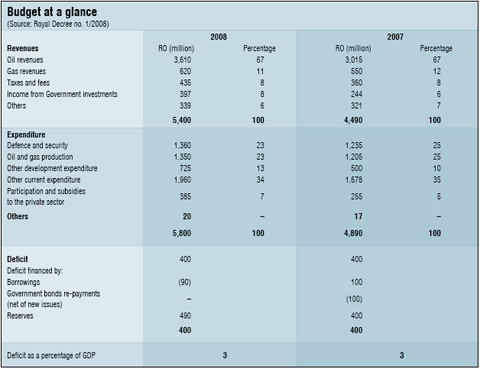 Budget at a glance
(Source: Royal Decree no. 1/2008)
2008 2007
Revenues RO (million) Percentage RO (million) Percentage
Oil revenues 3,610 67 3,015 67
Gas revenues 620 11 550 12
Taxes and fees 435 8 360 8
Income from Government investments 397 8 244 6
Others 339 6 321 7
5,400 100 4,490 100
Expenditure
Defence and security 1,360 23 1,235 25
Oil and gas production 1,350 23 1,205 25
Other development expenditure 725 13 500 10
Other current expenditure 1,960 34 1,678 35
Participation and subsidies
to the private sector 385 7 255 5
Others 20 – 17 –
5,800 100 4,890 100
Deficit 400 400
Deficit financed by:
Borrowings (90) 100
Government bonds re-payments
(net of new issues) – (100)
Reserves 490 400
400 400
Deficit as a percentage of GDP 3 3